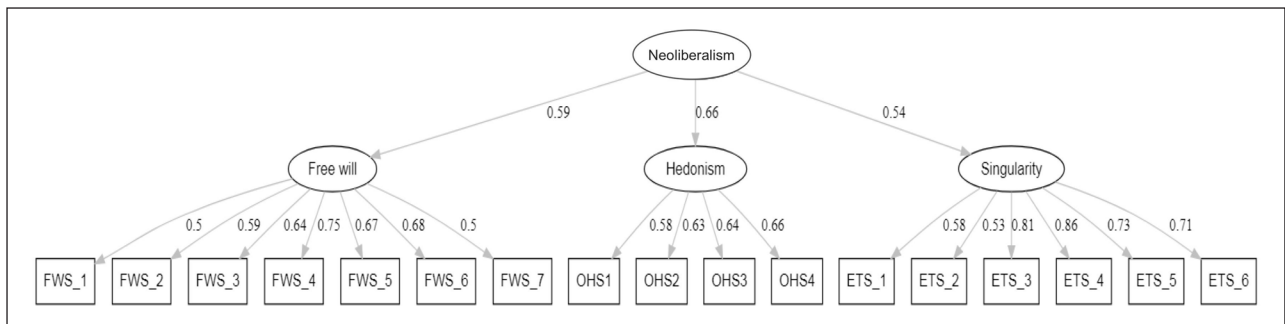 Neoliberalism
0.59 0.66 0.54
Free will Hedonism Singularity
0.5 0.59 0.64 0.75 0.67 0.68 0.5 0.58 0.63 0.64 0.66 0.58 0.53 0.81 0.86 0.73 0.71
FWS_1 FWS_2 FWS_3 FWS_4 FWS_5 FWS_6 FWS_7 OHS1 OHS2 OHS3 OHS4 ETS_1 ETS_2 ETS_3 ETS_4 ETS_5 ETS_6